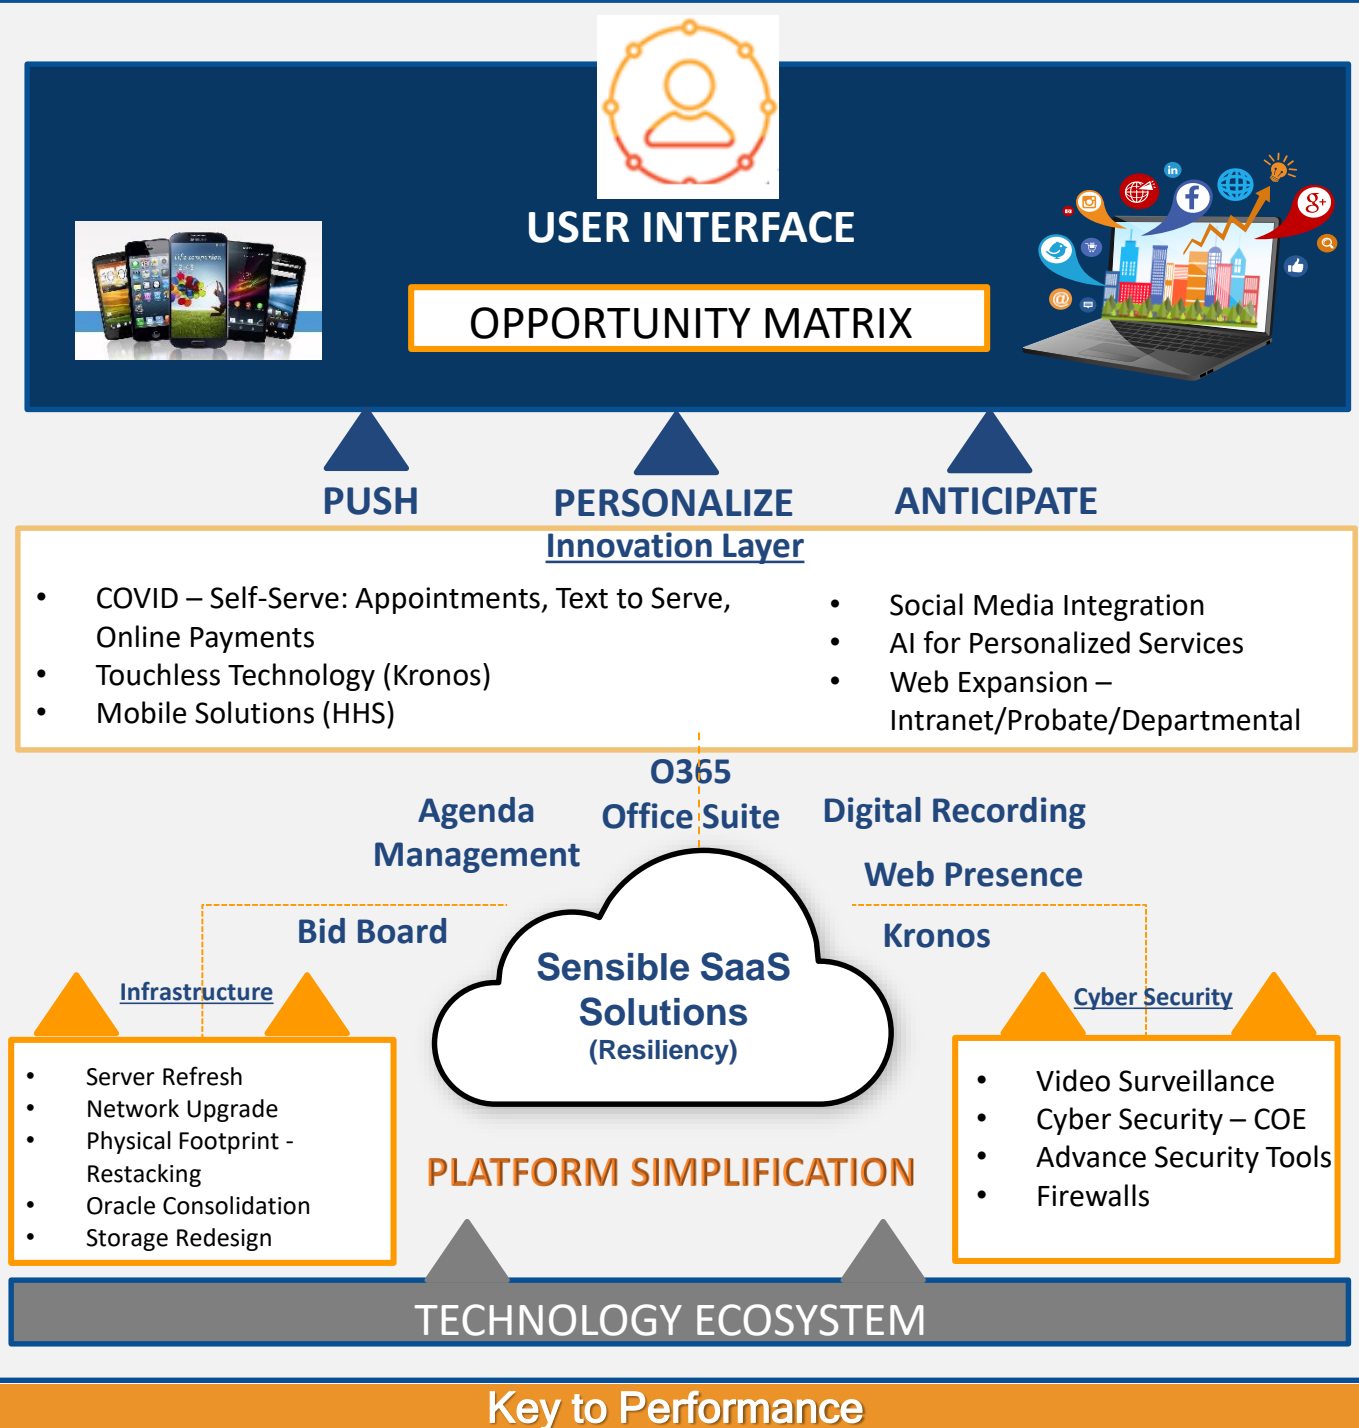 USER INTERFACE
OPPORTUNITY MATRIX
PUSH
PERSONALIZE
ANTICIPATE
Innovation Layer
• COVID – Self-Serve: Appointments, Text to Serve,
Online Payments
• Touchless Technology (Kronos)
• Mobile Solutions (HHS)
• Social Media Integration
• AI for Personalized Services
• Web Expansion –
Intranet/Probate/Departmental
O365
Office Suite
Agenda
Management
Digital Recording
Web Presence
Bid Board
Kronos
Sensible SaaS
Solutions
(Resiliency)
Infrastructure
• Server Refresh
• Network Upgrade
• Physical Footprint -
Restacking
• Oracle Consolidation
• Storage Redesign
Cyber Security
• Video Surveillance
• Cyber Security – COE
• Advance Security Tools
• Firewalls
PLATFORM SIMPLIFICATION
TECHNOLOGY ECOSYSTEM
Key to Performance